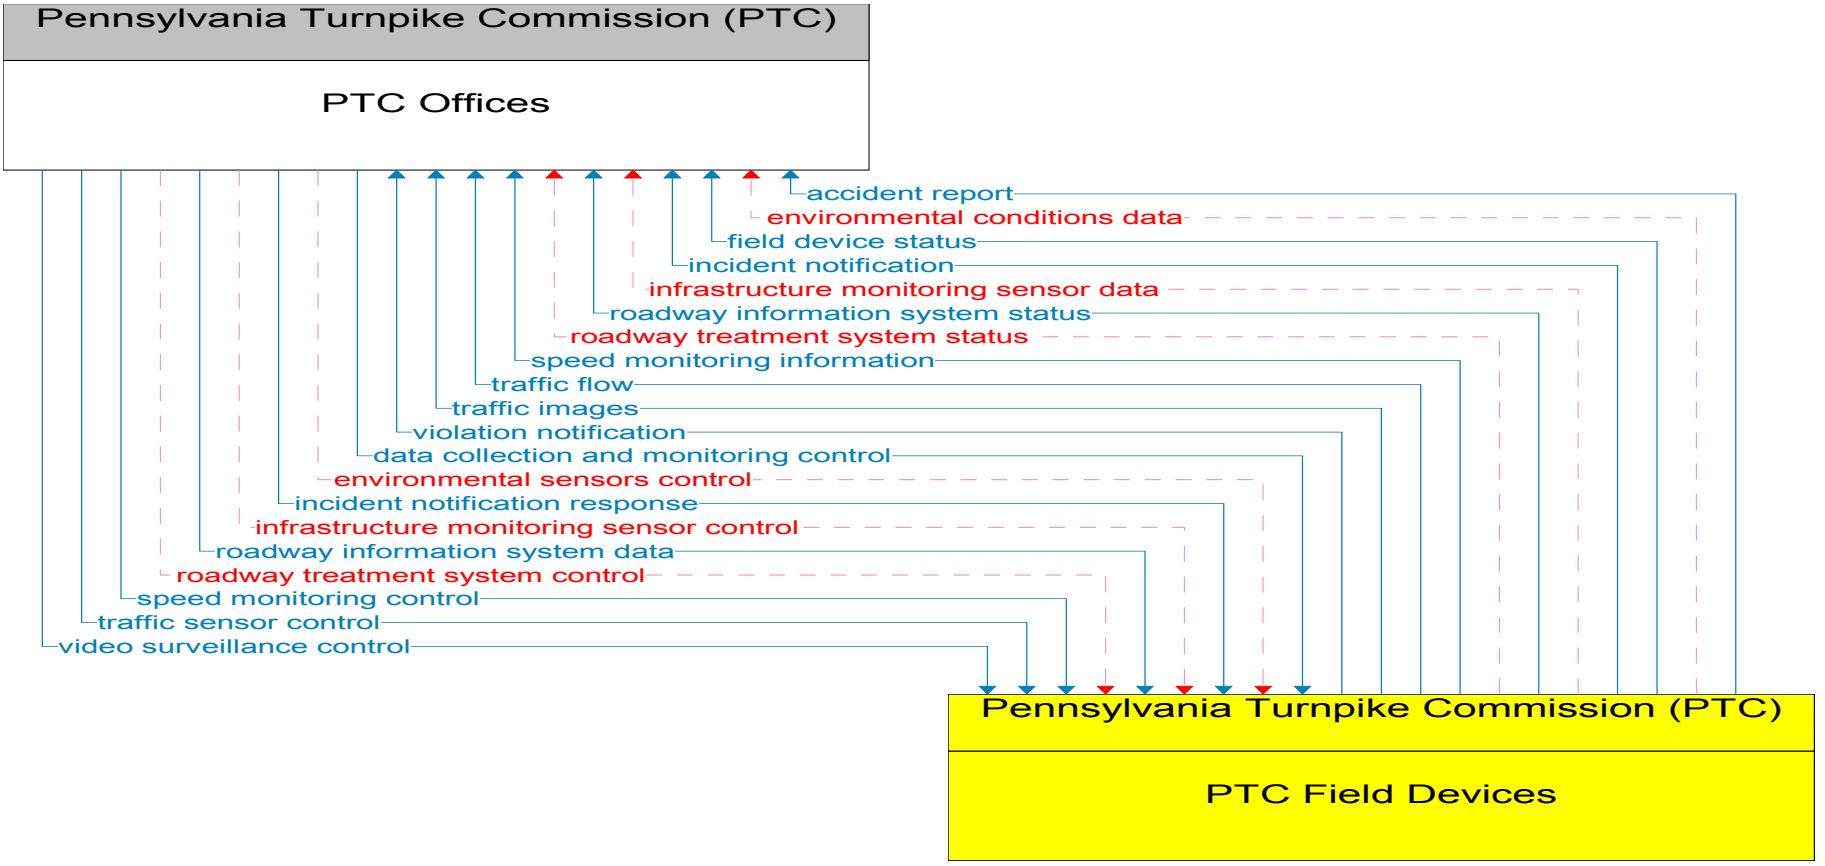 Pennsylvania Turnpike Commission (PTC)
PTC Offices
accident report
environmental conditions data
field device status
incident notification
infrastructure monitoring sensor data
roadway information system status
roadway treatment system status
speed monitoring information
traffic flow
traffic images
violation notification
data collection and monitoring control
environmental sensors control
incident notification response
infrastructure monitoring sensor control
roadway information system data
roadway treatment system control
speed monitoring control
traffic sensor control
video surveillance control
Pennsylvania Turnpike Commission (PTC)
PTC Field Devices